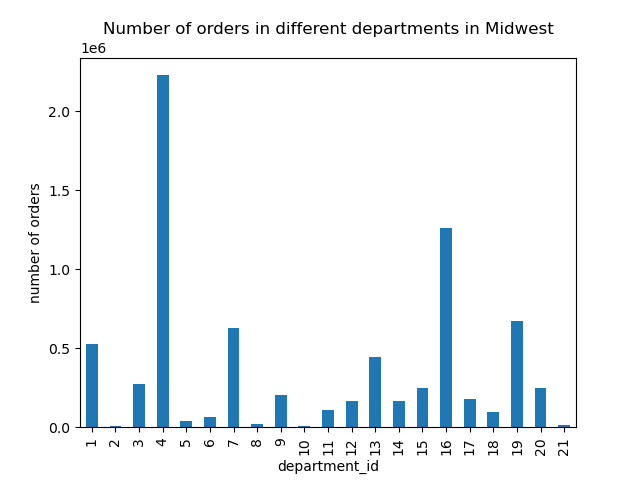 Number of orders in different departments in Midwest
1e6
2.0
1.5
1.0
0.5
0.0
number of orders
1 2 3 4 5 6 7 8 9 10 11 12 13 14 15 16 17 18 19 20 21
department_id